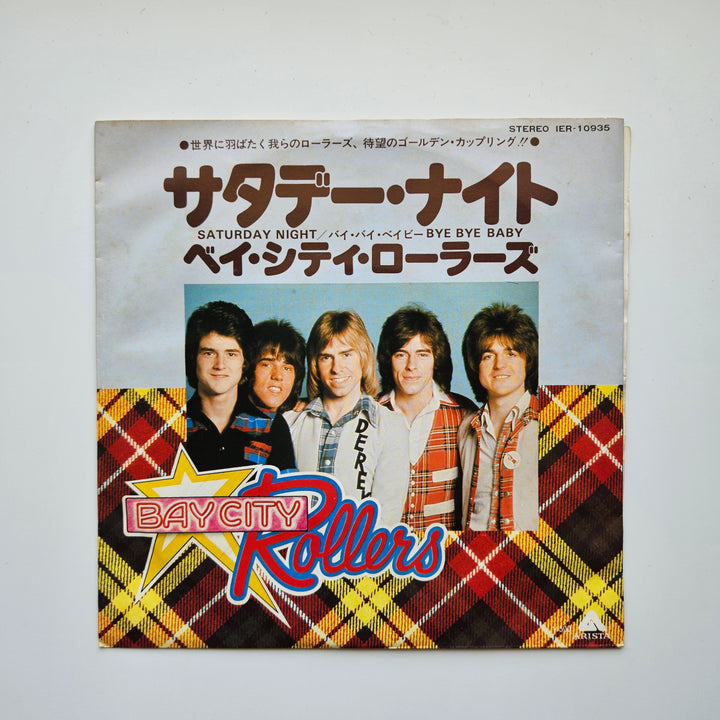 STEREO IER-10935
●世界に羽ばたく我らのローラーズ、待望のゴールデン・カップリング!!●
サタデー・ナイト
SATURDAY NIGHT／バイ・バイ・ベイビー BYE BYE BABY
ベイ・シティ・ローラーズ
DEREK
BAY CITY
Rollers
ARISTA